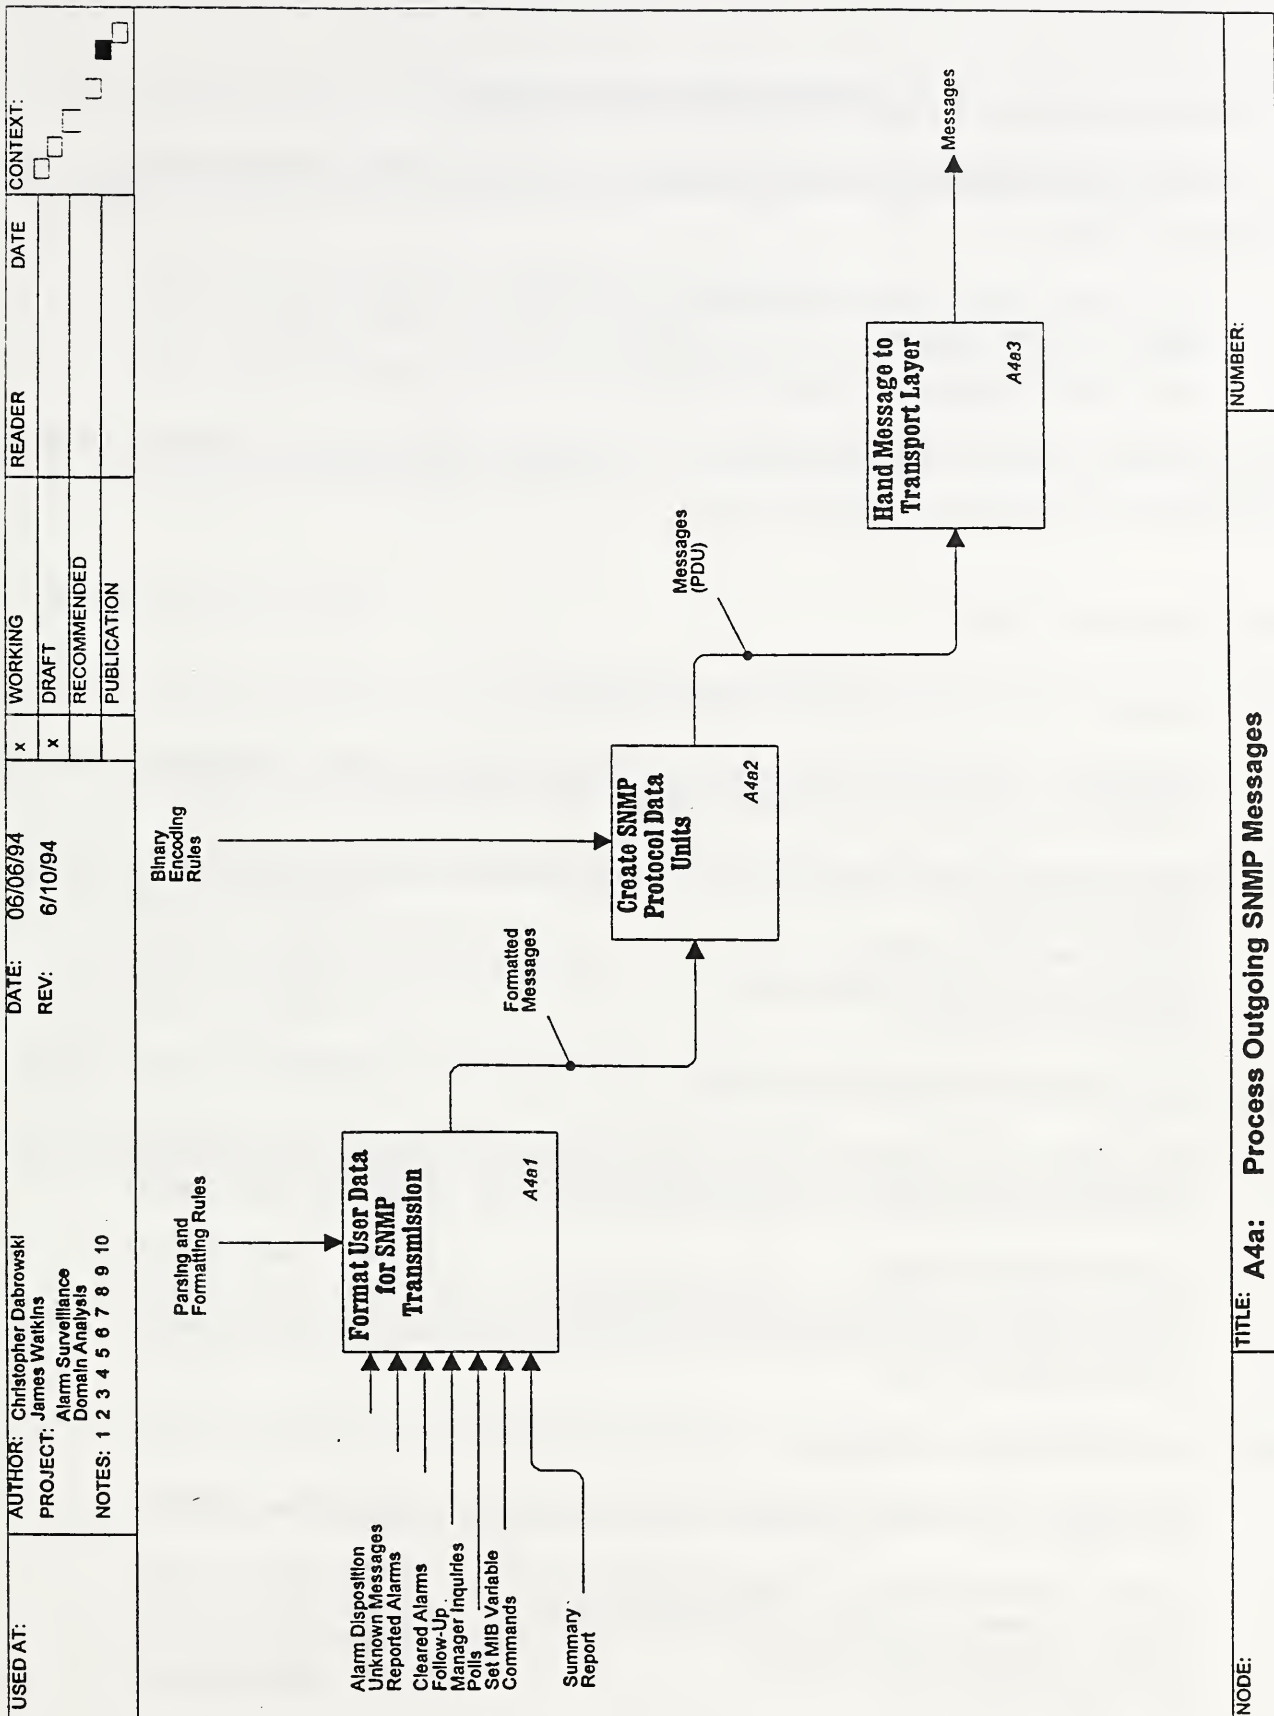 USED AT:
AUTHOR: Christopher Dabrowski
PROJECT: James Watkins
Alarm Surveillance
Domain Analysis
NOTES: 1 2 3 4 5 6 7 8 9 10
DATE: 06/06/94
REV: 6/10/94
x WORKING
x DRAFT
RECOMMENDED
PUBLICATION
READER DATE
CONTEXT:
Parsing and
Formatting Rules
Binary
Encoding
Rules
Alarm Disposition
Unknown Messages
Reported Alarms
Cleared Alarms
Follow-Up
Manager Inquiries
Polls
Set MIB Variable
Commands
Summary
Report
Format User Data
for SNMP
Transmission
A4a1
Formatted
Messages
Create SNMP
Protocol Data
Units
A4a2
Messages
(PDU)
Hand Message to
Transport Layer
A4a3
Messages
NODE:
TITLE: A4a: Process Outgoing SNMP Messages
NUMBER: